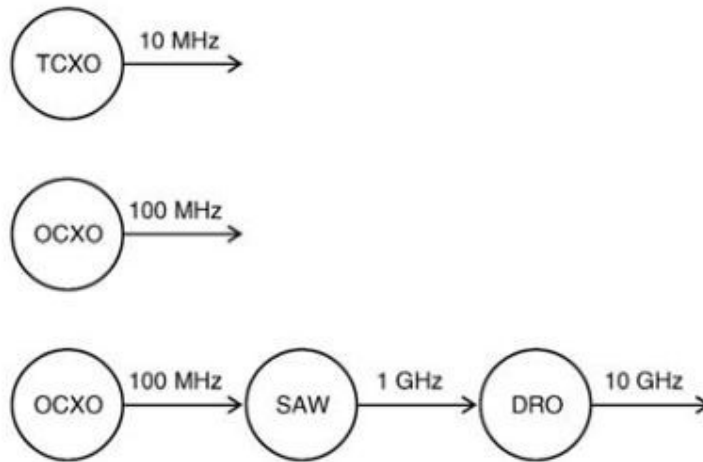 TCXO 10 MHz
OCXO 100 MHz
OCXO 100 MHz SAW 1 GHz DRO 10 GHz